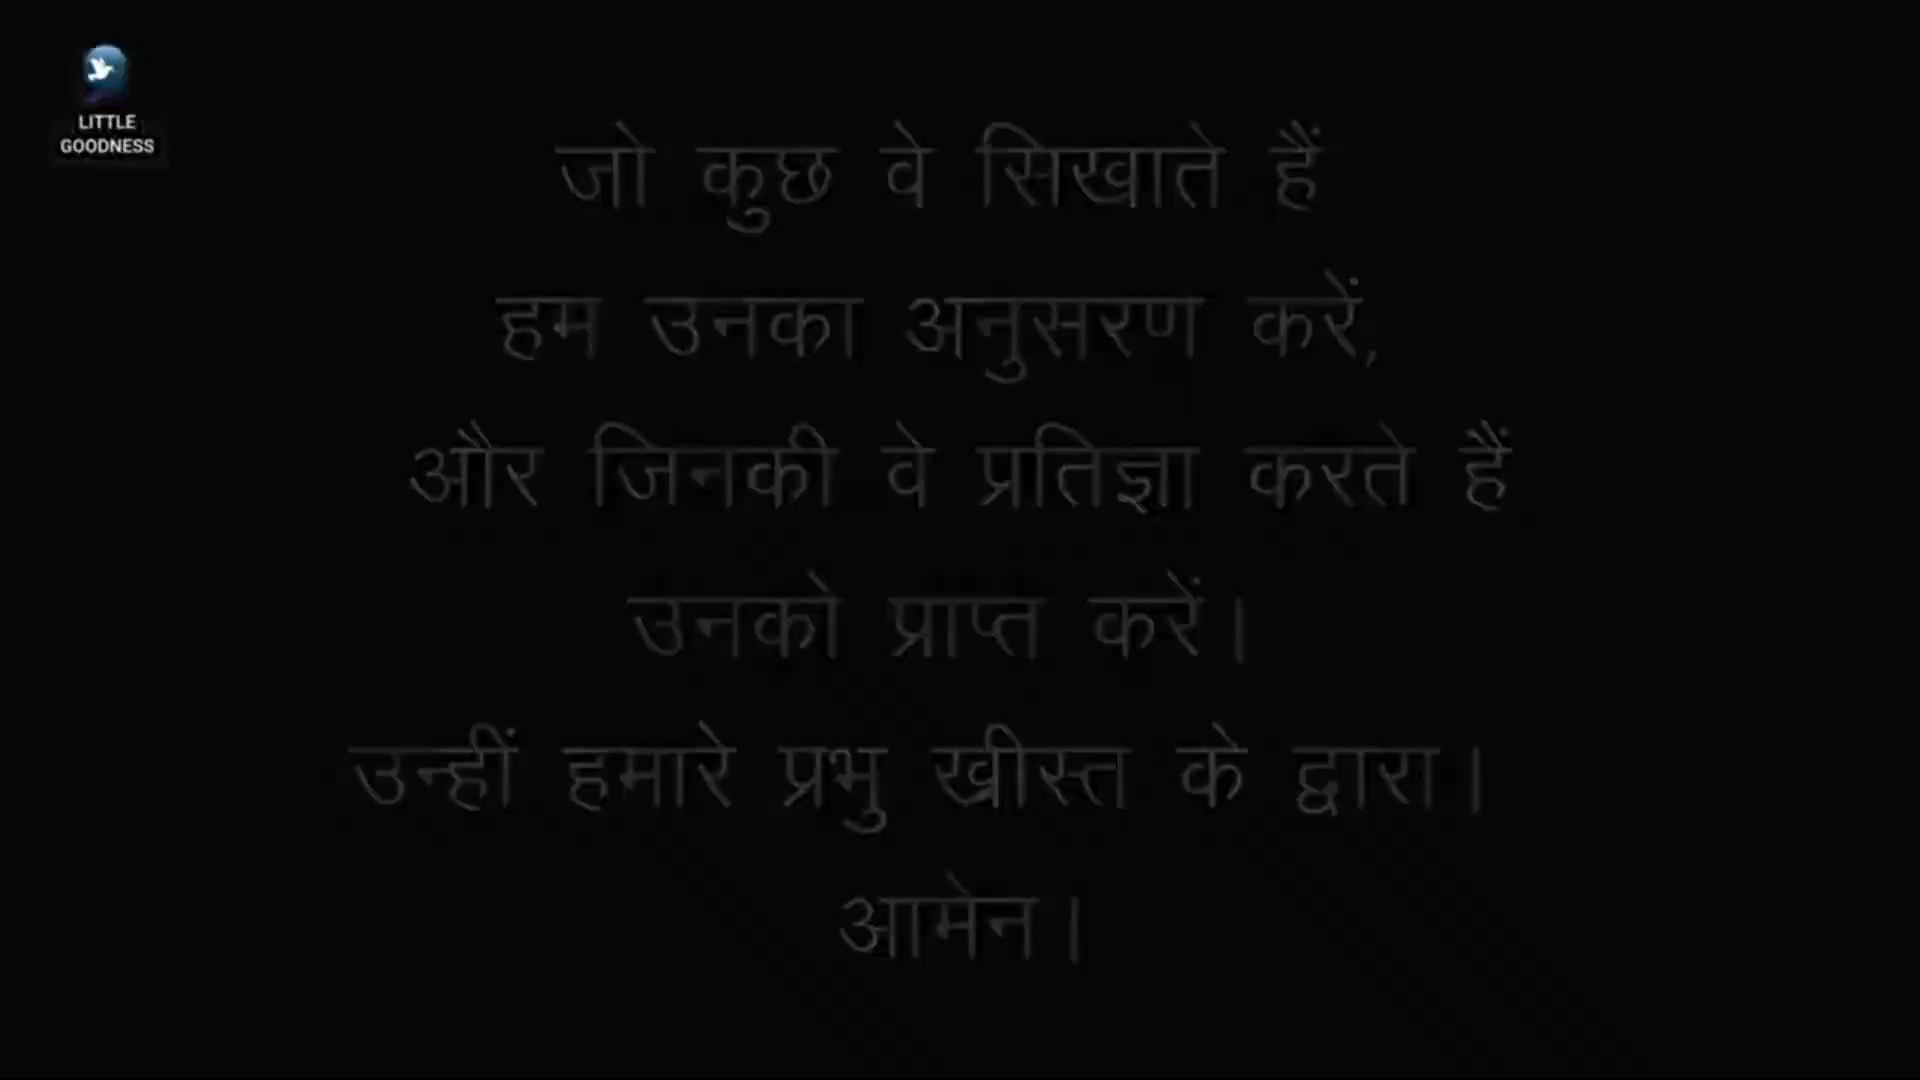 LITTLE
GOODNESS
जो कुछ वे सिखाते हैं
हम उनका अनुसरण करें,
और जिनकी वे प्रतिज्ञा करते हैं
उनको प्राप्त करें।
उन्हीं हमारे प्रभु ख्रीस्त के द्वारा।
आमेन।